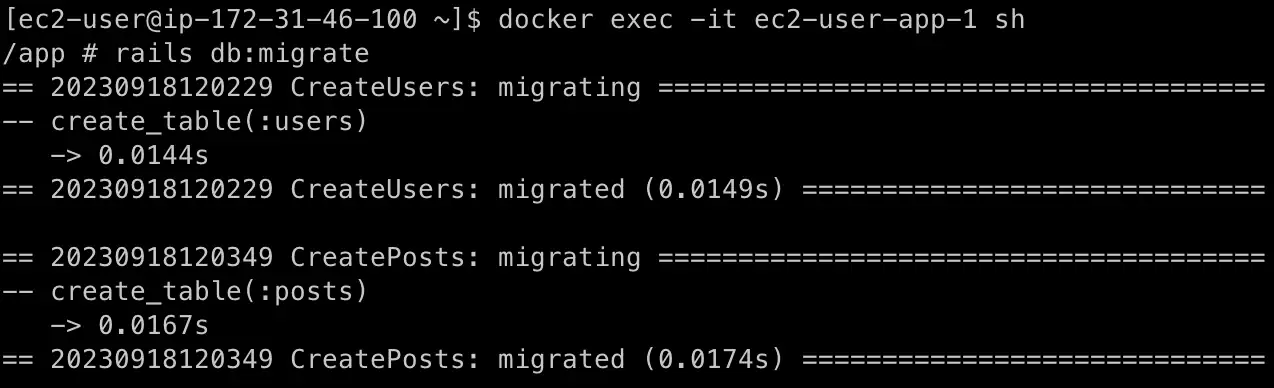 [ec2-user@ip-172-31-46-100 ~]$ docker exec -it ec2-user-app-1 sh
/app # rails db:migrate
== 20230918120229 CreateUsers: migrating ======================================
-- create_table(:users)
   -> 0.0144s
== 20230918120229 CreateUsers: migrated (0.0149s) =============================

== 20230918120349 CreatePosts: migrating ======================================
-- create_table(:posts)
   -> 0.0167s
== 20230918120349 CreatePosts: migrated (0.0174s) =============================